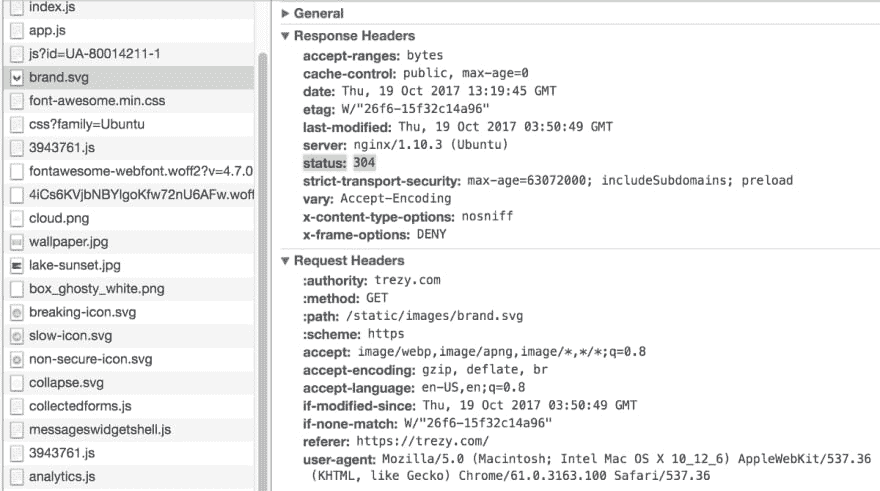 index.js
app.js
js?id=UA-80014211-1
brand.svg
font-awesome.min.css
css?family=Ubuntu
3943761.js
fontawesome-webfont.woff2?v=4.7.0
4iCs6KVjbNBYlgoKfw72nU6AFw.woff
cloud.png
wallpaper.jpg
lake-sunset.jpg
box_ghosty_white.png
breaking-icon.svg
slow-icon.svg
non-secure-icon.svg
collapse.svg
collectedforms.js
messageswidgetshell.js
3943761.js
analytics.js
General
Response Headers
accept-ranges: bytes
cache-control: public, max-age=0
date: Thu, 19 Oct 2017 13:19:45 GMT
etag: W/"26f6-15f32c14a96"
last-modified: Thu, 19 Oct 2017 03:50:49 GMT
server: nginx/1.10.3 (Ubuntu)
status: 304
strict-transport-security: max-age=63072000; includeSubdomains; preload
vary: Accept-Encoding
x-content-type-options: nosniff
x-frame-options: DENY
Request Headers
:authority: trezy.com
:method: GET
:path: /static/images/brand.svg
:scheme: https
accept: image/webp,image/apng,image/*,*/*;q=0.8
accept-encoding: gzip, deflate, br
accept-language: en-US,en;q=0.8
if-modified-since: Thu, 19 Oct 2017 03:50:49 GMT
if-none-match: W/"26f6-15f32c14a96"
referer: https://trezy.com/
user-agent: Mozilla/5.0 (Macintosh; Intel Mac OS X 10_12_6) AppleWebKit/537.36
(KHTML, like Gecko) Chrome/61.0.3163.100 Safari/537.36